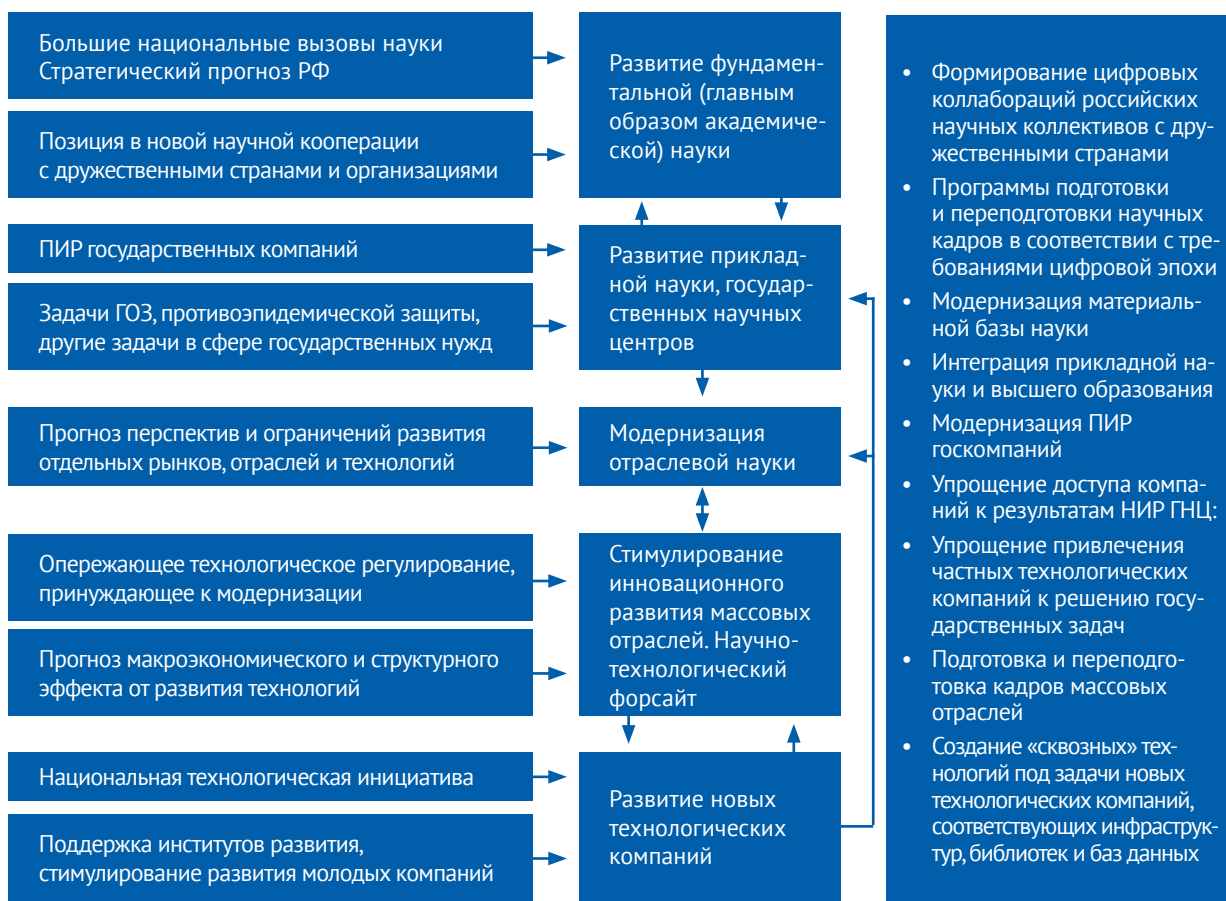 Большие национальные вызовы науки
Стратегический прогноз РФ
Позиция в новой научной кооперации
с дружественными странами и организациями
ПИР государственных компаний
Задачи ГОЗ, противоэпидемической защиты,
другие задачи в сфере государственных нужд
Прогноз перспектив и ограничений развития
отдельных рынков, отраслей и технологий
Опережающее технологическое регулирование,
принуждающее к модернизации
Прогноз макроэкономического и структурного
эффекта от развития технологий
Национальная технологическая инициатива
Поддержка институтов развития,
стимулирование развития молодых компаний
Развитие фундамен-
тальной (главным
образом академиче-
ской) науки
Развитие приклад-
ной науки, государ-
ственных научных
центров
Модернизация
отраслевой науки
Стимулирование
инновационного
развития массовых
отраслей. Научно-
технологический
форсайт
Развитие новых
технологических
компаний
• Формирование цифровых
коллабораций российских
научных коллективов с дру-
жественными странами
• Программы подготовки
и переподготовки научных
кадров в соответствии с тре-
бованиями цифровой эпохи
• Модернизация материаль-
ной базы науки
• Интеграция прикладной на-
уки и высшего образования
• Модернизация ПИР
госкомпаний
• Упрощение доступа компа-
ний к результатам НИР ГНЦ:
• Упрощение привлечения
частных технологических
компаний к решению госу-
дарственных задач
• Подготовка и переподго-
товка кадров массовых
отраслей
• Создание «сквозных» тех-
нологий под задачи новых
технологических компаний,
соответствующих инфраструк-
тур, библиотек и баз данных